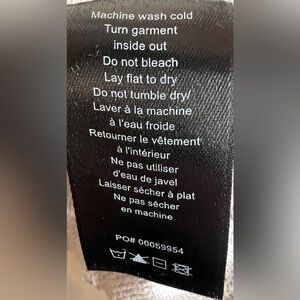 Machine wash cold
Turn garment
inside out
Do not bleach
Lay flat to dry
Do not tumble dry/
Laver à la machine
à l'eau froide
Retourner le vêtement
à l'intérieur
Ne pas utiliser
d'eau de javel
Laisser sécher à plat
Ne pas sécher
en machine
PO# 00059954